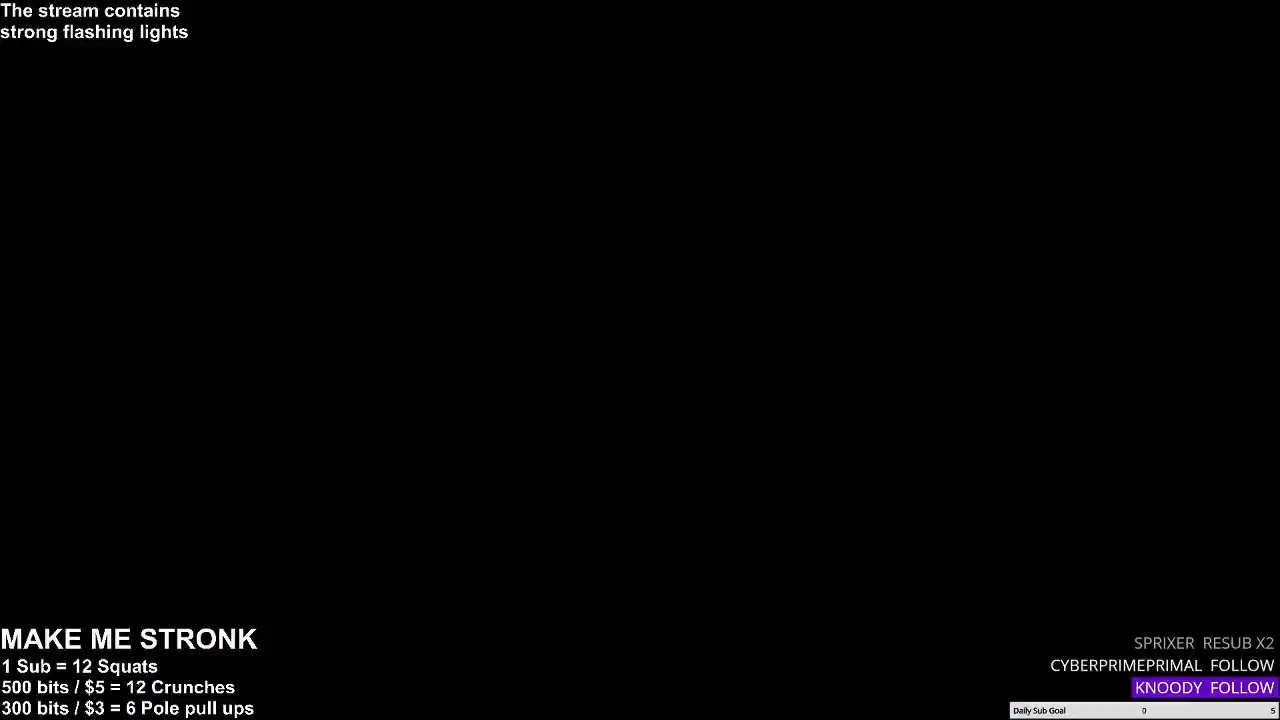 The stream contains
strong flashing lights
MAKE ME STRONK
1 Sub = 12 Squats
500 bits / $5 = 12 Crunches
300 bits / $3 = 6 Pole pull ups
SPRIXER RESUB X2
CYBERPRIMEPRIMAL FOLLOW
KNOODY FOLLOW
Daily Sub Goal 0 5